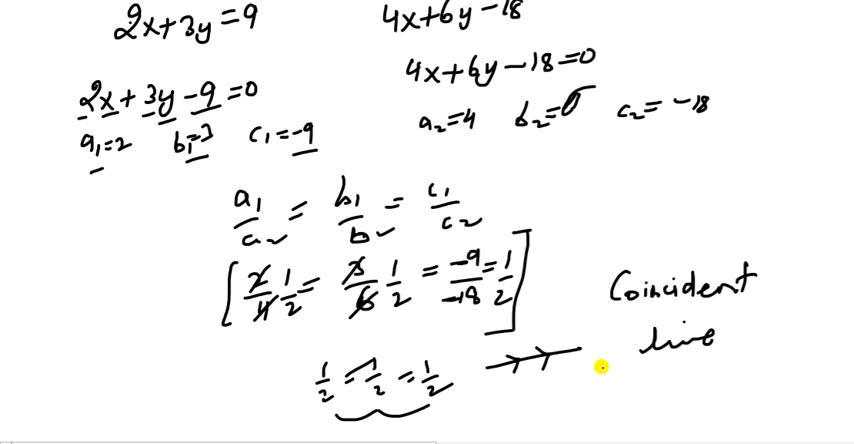 2x+3y=9
4x+6y-18
4x+6y-18=0
2x+3y-9=0
a₁=2 b₁=3 c₁=-9
a₂=4 b₂=6 c₂=-18
a₁/a₂ = b₁/b₂ = c₁/c₂
[2/4 1/2 = 3/6 1/2 = -9/-18 = 1/2]
Coincident
line
1/2 = 1/2 = 1/2